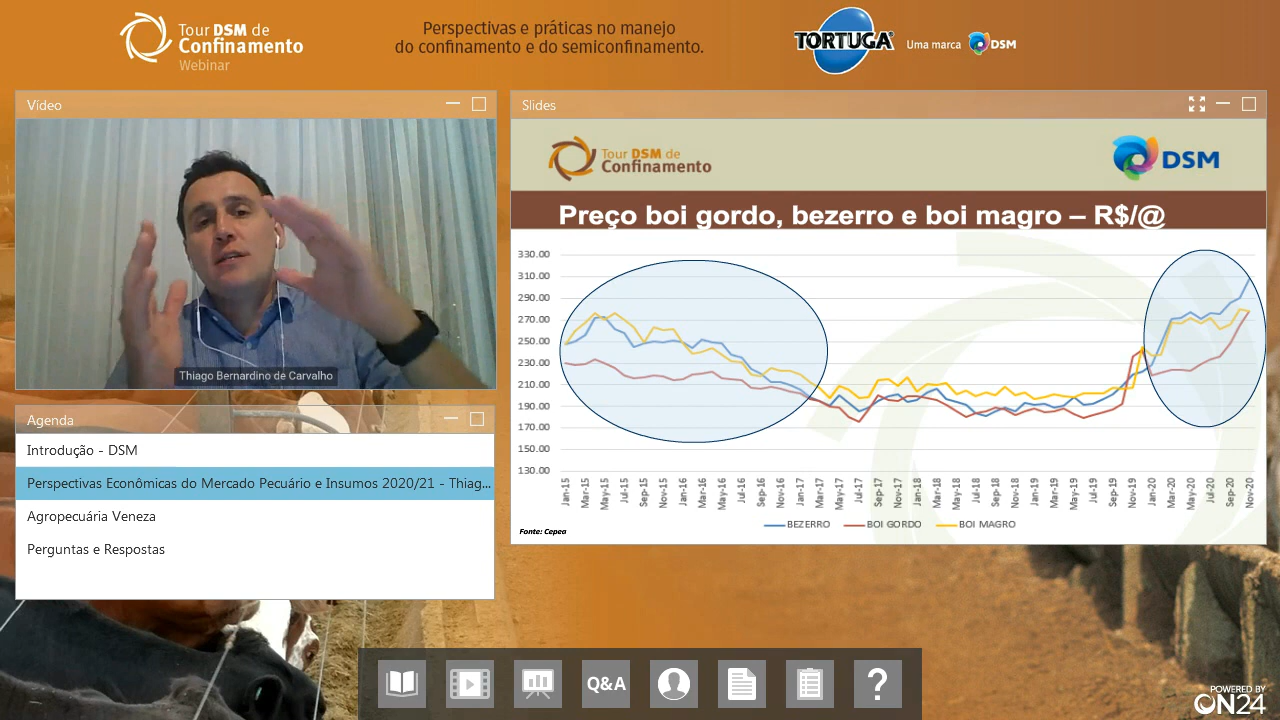 Tour DSM de
Confinamento
Webinar
Perspectivas e práticas no manejo
do confinamento e do semiconfinamento.
TORTUGA
Uma marca DSM
Vídeo
Thiago Bernardino de Carvalho
Agenda
Introdução - DSM
Perspectivas Econômicas do Mercado Pecuário e Insumos 2020/21 - Thiag...
Agropecuária Veneza
Perguntas e Respostas
Slides
Tour DSM de
Confinamento
DSM
Preço boi gordo, bezerro e boi magro – R$/@
330.00
310.00
290.00
270.00
250.00
230.00
210.00
190.00
170.00
150.00
130.00
Jan-15 Mar-15 May-15 Jul-15 Sep-15 Nov-15 Jan-16 Mar-16 May-16 Jul-16 Sep-16 Nov-16 Jan-17 Mar-17 May-17 Jul-17 Sep-17 Nov-17 Jan-18 Mar-18 May-18 Jul-18 Sep-18 Nov-18 Jan-19 Mar-19 May-19 Jul-19 Sep-19 Nov-19 Jan-20 Mar-20 May-20 Jul-20 Sep-20 Nov-20
BEZERRO BOI GORDO BOI MAGRO
Fonte: Cepea
Q&A
?
POWERED BY
ON24